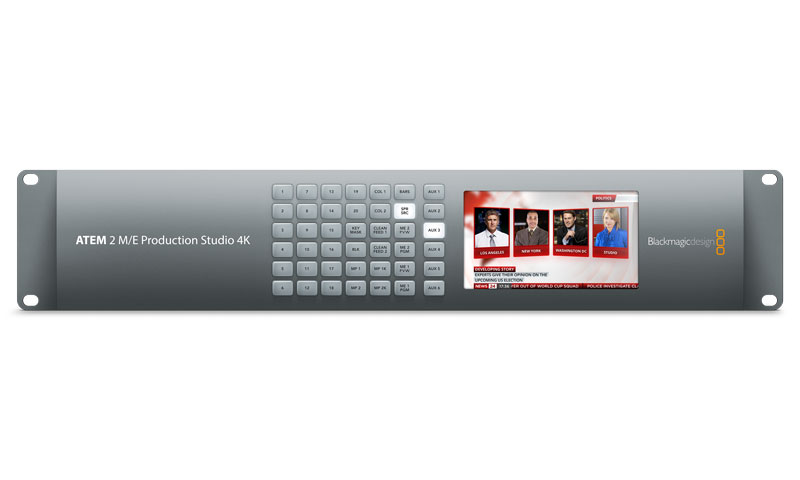 ATEM 2 M/E Production Studio 4K
1 7 13 19 COL 1 BARS AUX 1
2 8 14 20 COL 2 SPR SRC AUX 2
3 9 15 KEY MASK CLEAN FEED 1 ME 2 PVW AUX 3
4 10 16 BLK CLEAN FEED 2 ME 2 PGM AUX 4
5 11 17 MP 1 MP 1K ME 1 PVW AUX 5
6 12 18 MP 2 MP 2K ME 1 PGM AUX 6
POLITICS
LOS ANGELES NEW YORK WASHINGTON DC STUDIO
DEVELOPING STORY
EXPERTS GIVE THEIR OPINION ON THE
UPCOMING US ELECTION
NEWS 24 17:36 FER OUT OF WORLD CUP SQUAD POLICE INVESTIGATE CL
Blackmagicdesign